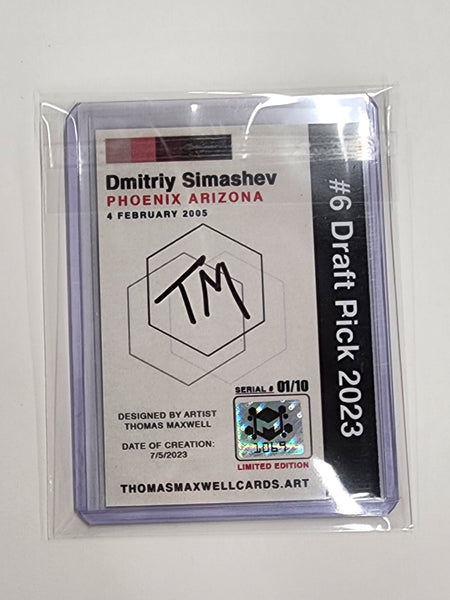 Dmitriy Simashev
PHOENIX ARIZONA
4 FEBRUARY 2005
#6 Draft Pick 2023
TM
SERIAL # 01/10
DESIGNED BY ARTIST
THOMAS MAXWELL
DATE OF CREATION:
7/5/2023
1069
LIMITED EDITION
THOMASMAXWELLCARDS.ART